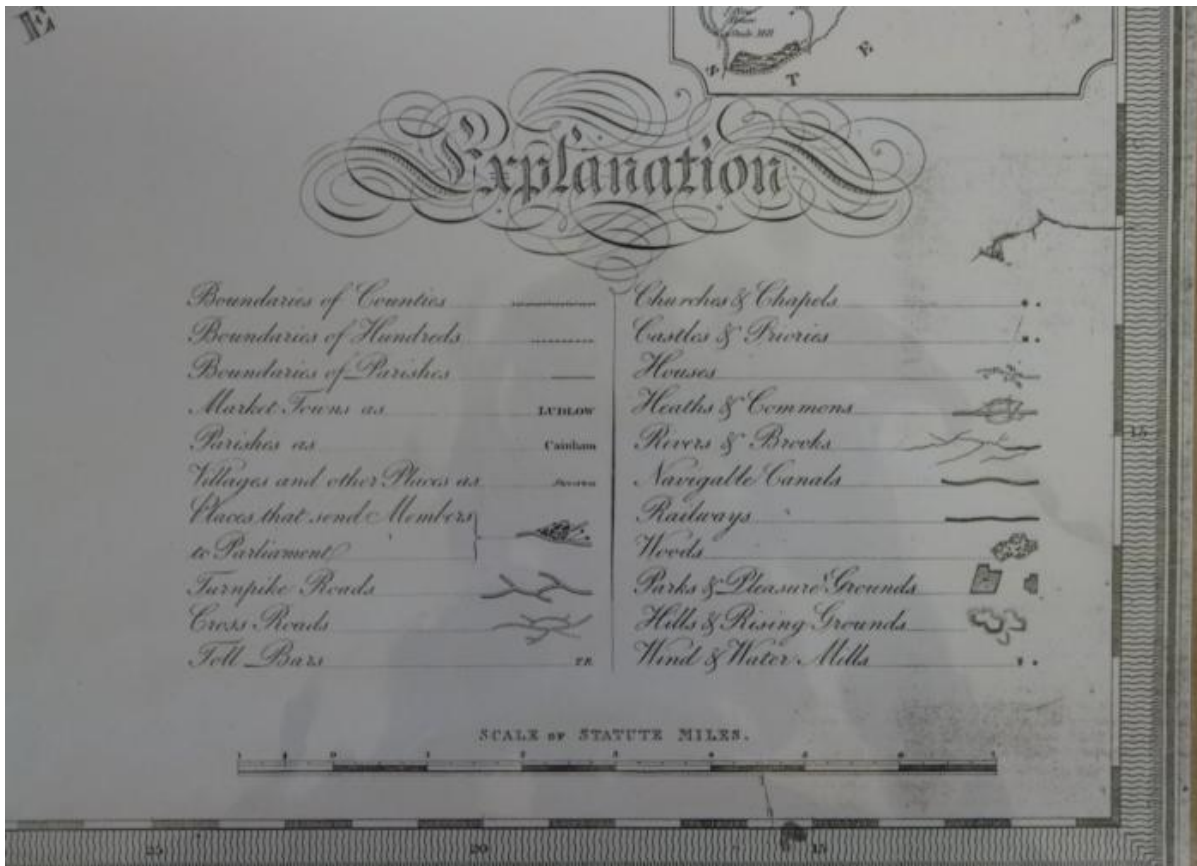 E
T E
Explanation
Boundaries of Counties
Boundaries of Hundreds
Boundaries of Parishes
Market Towns as LUDLOW
Parishes as Cainham
Villages and other Places as
Places that send Members
to Parliament
Turnpike Roads
Cross Roads
Toll Bars T.B.
Churches & Chapels
Castles & Priories
Houses
Heaths & Commons
Rivers & Brooks
Navigable Canals
Railways
Woods
Parks & Pleasure Grounds
Hills & Rising Grounds
Wind & Water Mills
15
SCALE OF STATUTE MILES.
25 20 15